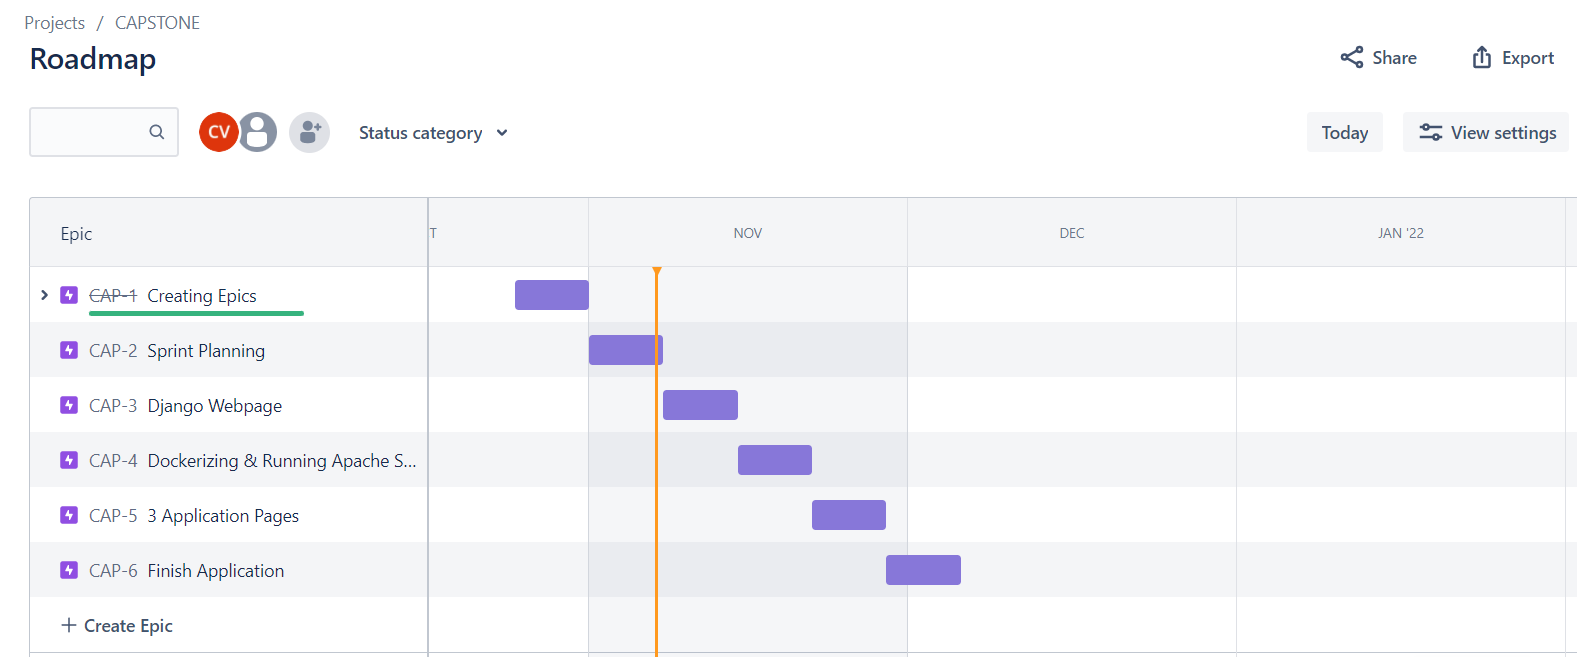 Projects / CAPSTONE
Roadmap
Share Export
CV Status category Today View settings
Epic T NOV DEC JAN '22
CAP-1 Creating Epics
CAP-2 Sprint Planning
CAP-3 Django Webpage
CAP-4 Dockerizing & Running Apache S...
CAP-5 3 Application Pages
CAP-6 Finish Application
+ Create Epic